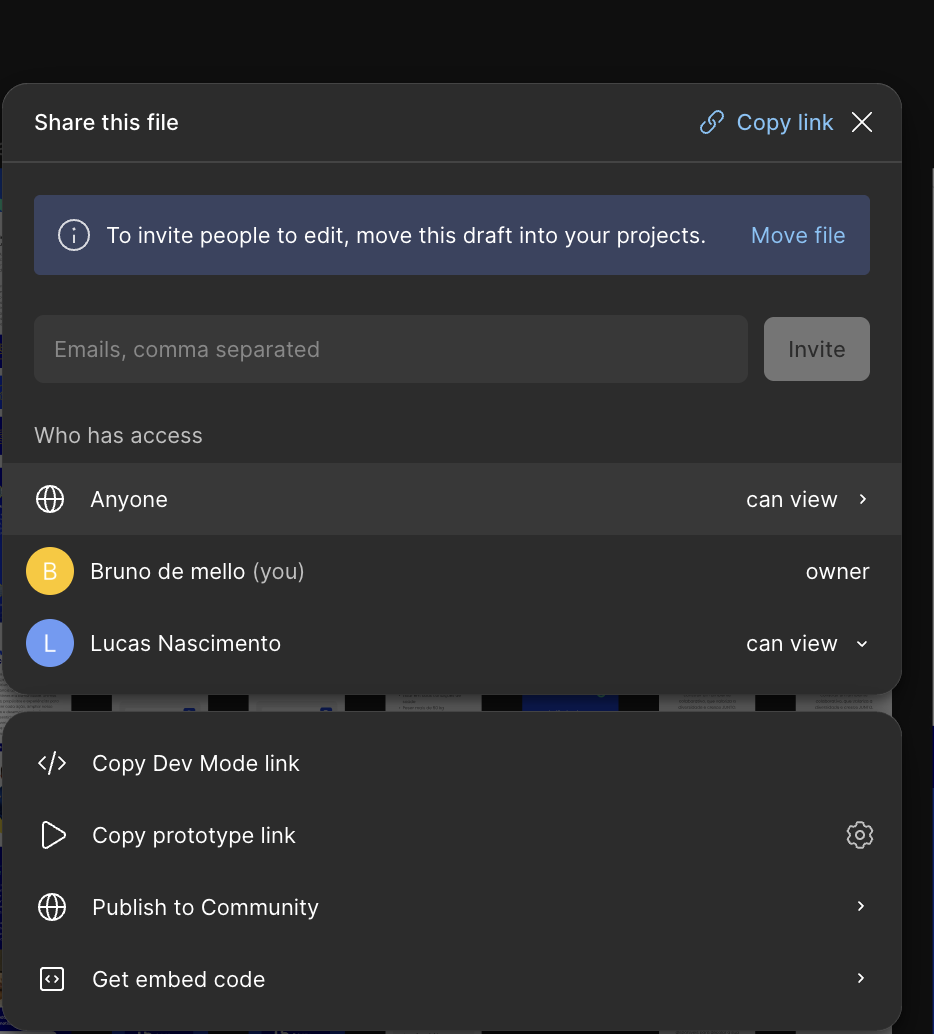 Share this file
Copy link
To invite people to edit, move this draft into your projects.
Move file
Emails, comma separated
Invite
Who has access
Anyone
can view
B
Bruno de mello (you)
owner
L
Lucas Nascimento
can view
Copy Dev Mode link
Copy prototype link
Publish to Community
Get embed code